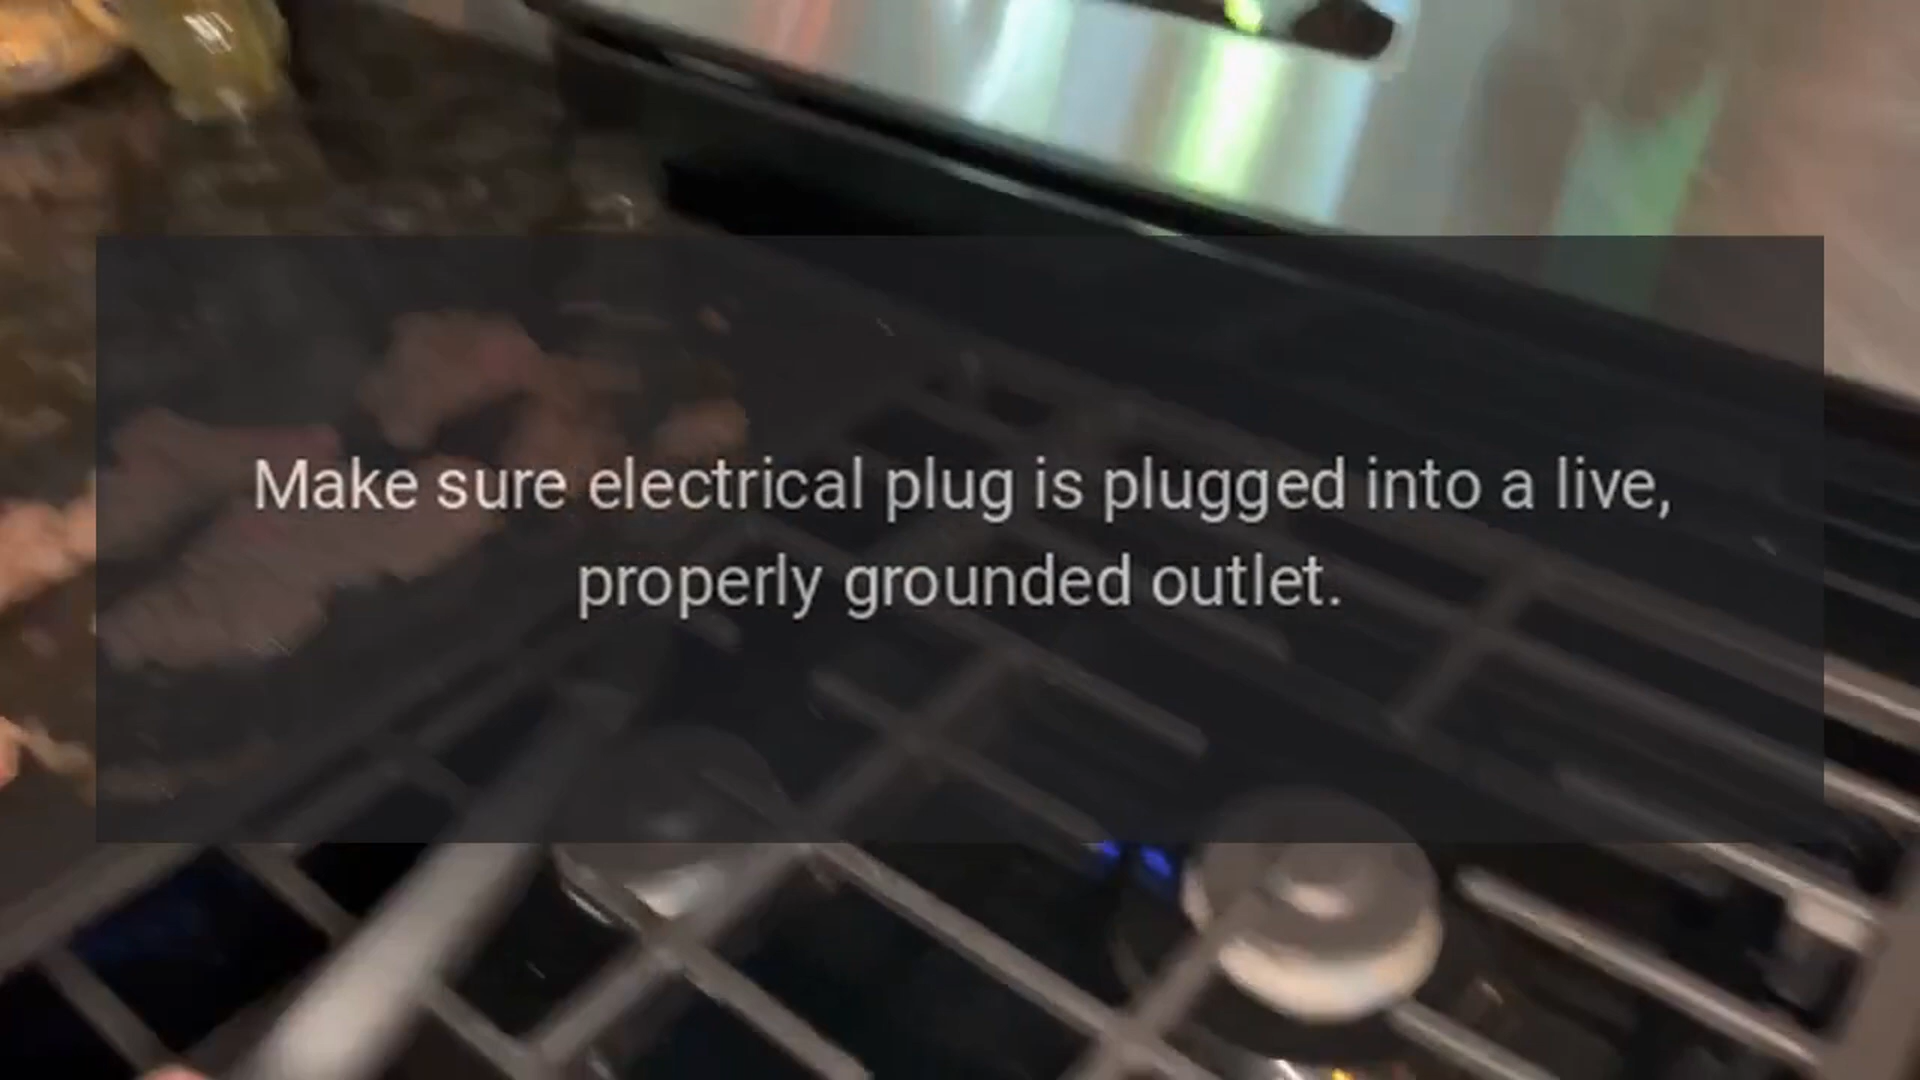 Make sure electrical plug is plugged into a live,
properly grounded outlet.